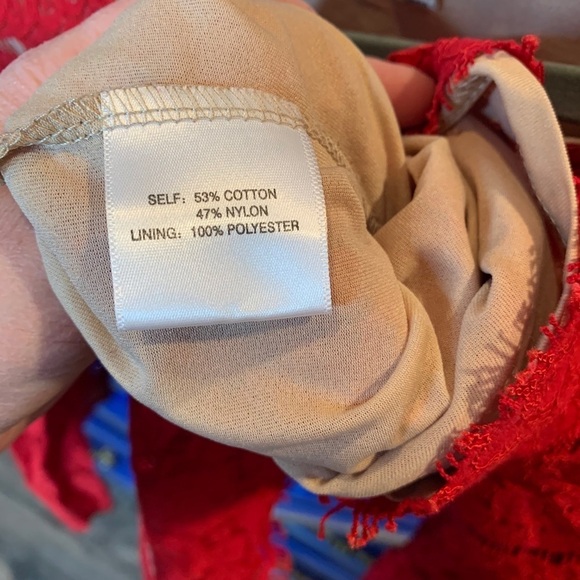 SELF: 53% COTTON
47% NYLON
LINING: 100% POLYESTER